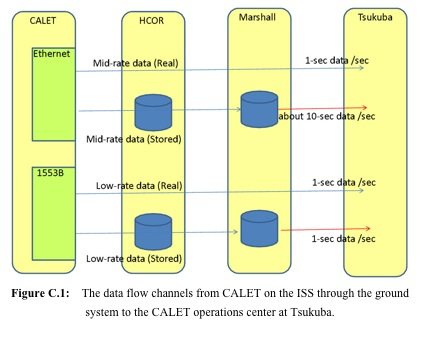 CALET HCOR Marshall Tsukuba
Ethernet
Mid-rate data (Real) 1-sec data /sec
about 10-sec data/sec
Mid-rate data (Stored)
1553B
Low-rate data (Real) 1-sec data /sec
1-sec data /sec
Low-rate data (Stored)
Figure C.1: The data flow channels from CALET on the ISS through the ground
system to the CALET operations center at Tsukuba.